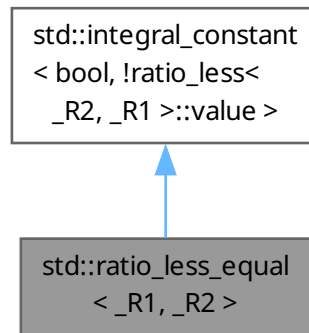 std::integral_constant
< bool, !ratio_less<
_R2, _R1 >::value >
std::ratio_less_equal
< _R1, _R2 >